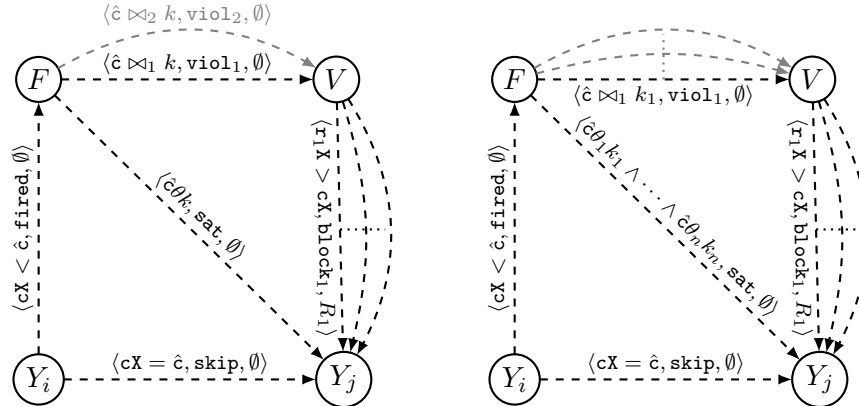 ⟨ĉ ⋈₂ k, viol₂, ∅⟩
⟨ĉ ⋈₁ k, viol₁, ∅⟩
F
V
⟨cX < ĉ, fired, ∅⟩
⟨ĉθk, sat, ∅⟩
⟨r₁X > cX, block₁, R₁⟩
Yᵢ
⟨cX = ĉ, skip, ∅⟩
Yⱼ
F
V
⟨ĉ ⋈₁ k₁, viol₁, ∅⟩
⟨cX < ĉ, fired, ∅⟩
⟨ĉθ₁k₁ ∧ ⋯ ∧ ĉθₙkₙ, sat, ∅⟩
⟨r₁X > cX, block₁, R₁⟩
Yᵢ
⟨cX = ĉ, skip, ∅⟩
Yⱼ